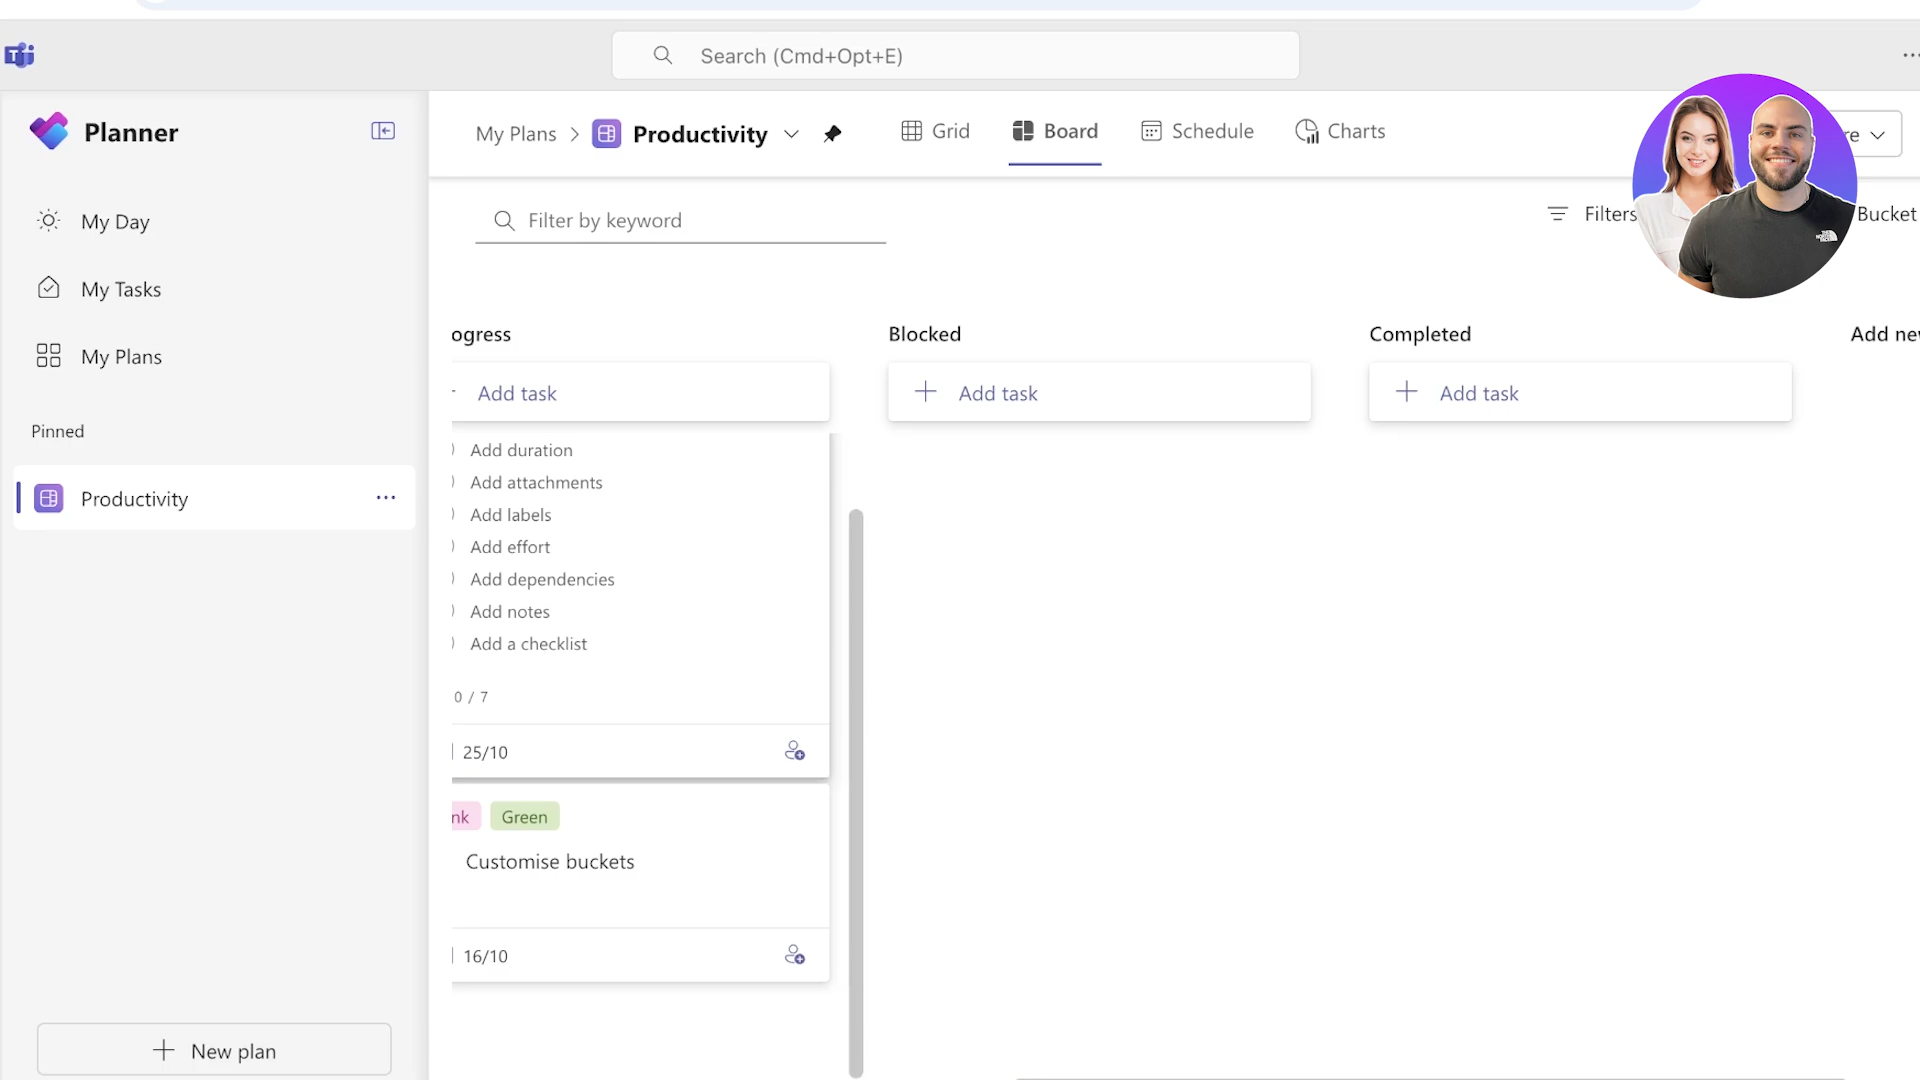 Search (Cmd+Opt+E)
Planner
My Plans > Productivity
Grid
Board
Schedule
Charts
My Day
My Tasks
My Plans
Pinned
Productivity
New plan
Filter by keyword
Filters
Bucket
ogress
Add task
Add duration
Add attachments
Add labels
Add effort
Add dependencies
Add notes
Add a checklist
0 / 7
25/10
nk Green
Customise buckets
16/10
Blocked
Add task
Completed
Add task
Add new